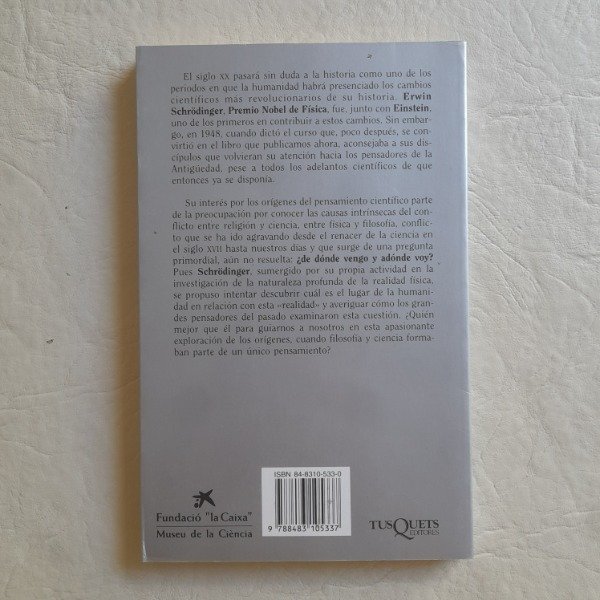 El siglo XX pasará sin duda a la historia como uno de los
períodos en que la humanidad habrá presenciado los cambios
científicos más revolucionarios de su historia. Erwin
Schrödinger, Premio Nobel de Física, fue, junto con Einstein,
uno de los primeros en contribuir a estos cambios. Sin embar-
go, en 1948, cuando dictó el curso que, poco después, se con-
virtió en el libro que publicamos ahora, aconsejaba a sus dis-
cípulos que volvieran su atención hacia los pensadores de la
Antigüedad, pese a todos los adelantos científicos de que
entonces ya se disponía.
Su interés por los orígenes del pensamiento científico parte
de la preocupación por conocer las causas intrínsecas del con-
flicto entre religión y ciencia, entre física y filosofía, conflic-
to que se ha ido agravando desde el renacer de la ciencia en
el siglo XVII hasta nuestros días y que surge de una pregunta
primordial, aún no resuelta: ¿de dónde vengo y adónde voy?
Pues Schrödinger, sumergido por su propia actividad en la
investigación de la naturaleza profunda de la realidad física,
se propuso intentar descubrir cuál es el lugar de la humani-
dad en relación con esta «realidad» y averiguar cómo los gran-
des pensadores del pasado examinaron esta cuestión. ¿Quién
mejor que él para guiarnos a nosotros en esta apasionante
exploración de los orígenes, cuando filosofía y ciencia forma-
ban parte de un único pensamiento?
ISBN 84-8310-533-0
9 788483 105337
Fundació "la Caixa"
Museu de la Ciència
TUSQUETS
EDITORES